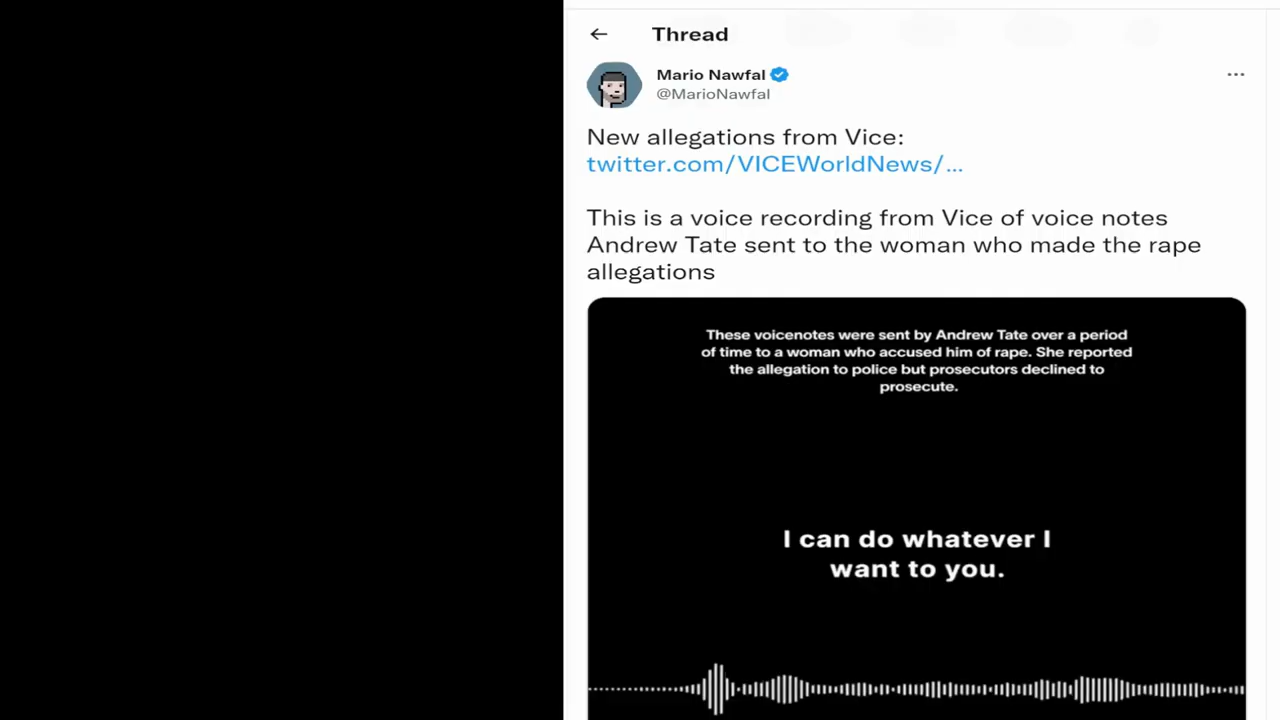 Thread
Mario Nawfal
@MarioNawfal
New allegations from Vice:
twitter.com/VICEWorldNews/...
This is a voice recording from Vice of voice notes
Andrew Tate sent to the woman who made the rape
allegations
These voicenotes were sent by Andrew Tate over a period
of time to a woman who accused him of rape. She reported
the allegation to police but prosecutors declined to
prosecute.
I can do whatever I
want to you.